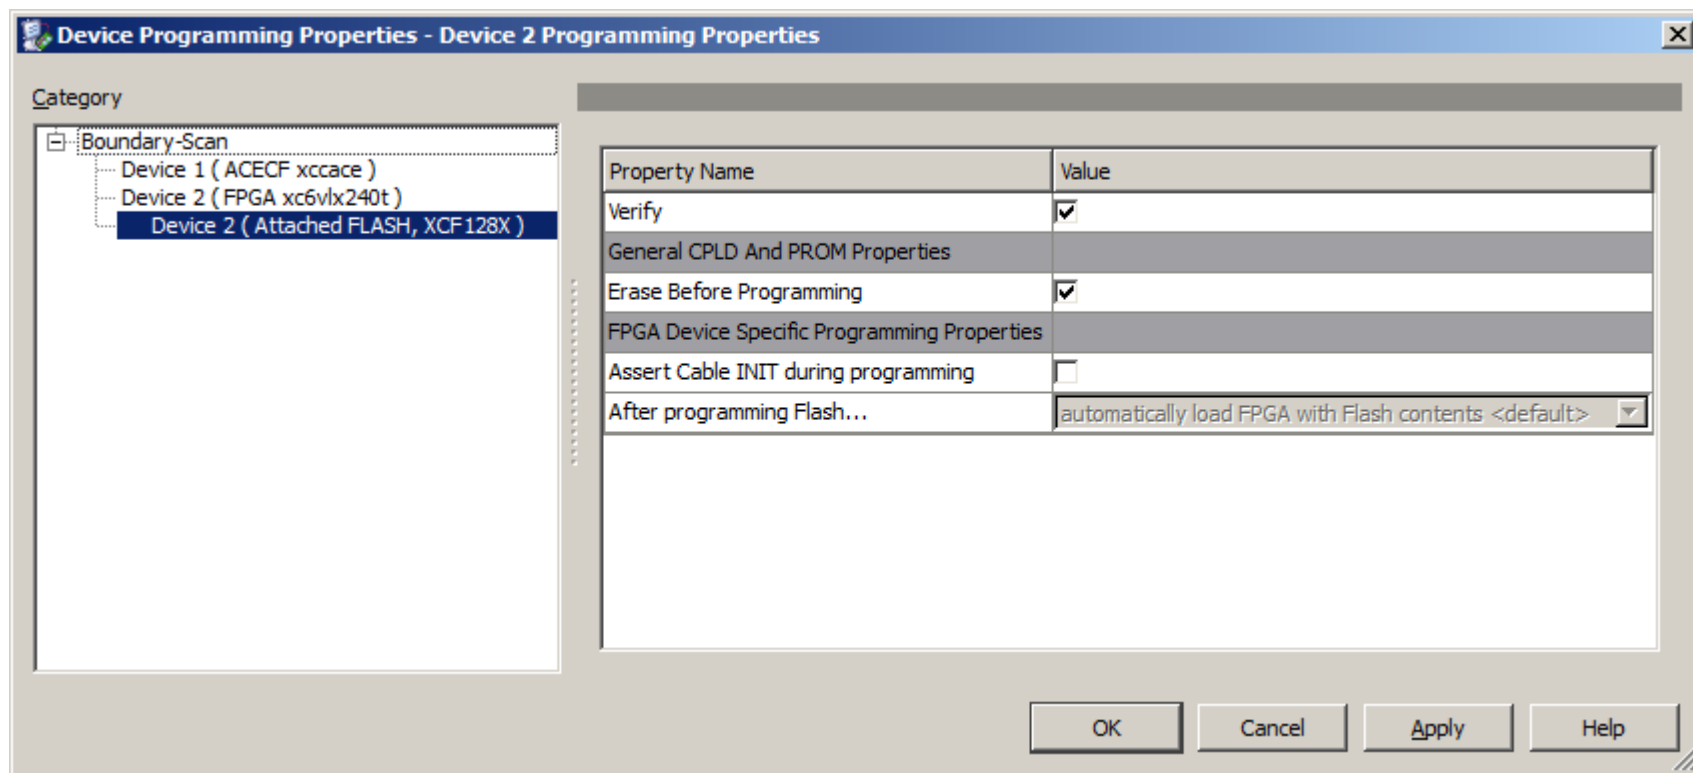 Device Programming Properties - Device 2 Programming Properties
Category
Boundary-Scan
Device 1 ( ACECF xccace )
Device 2 ( FPGA xc6vlx240t )
Device 2 ( Attached FLASH, XCF128X )
Property Name Value
Verify
General CPLD And PROM Properties
Erase Before Programming
FPGA Device Specific Programming Properties
Assert Cable INIT during programming
After programming Flash... automatically load FPGA with Flash contents <default>
OK Cancel Apply Help